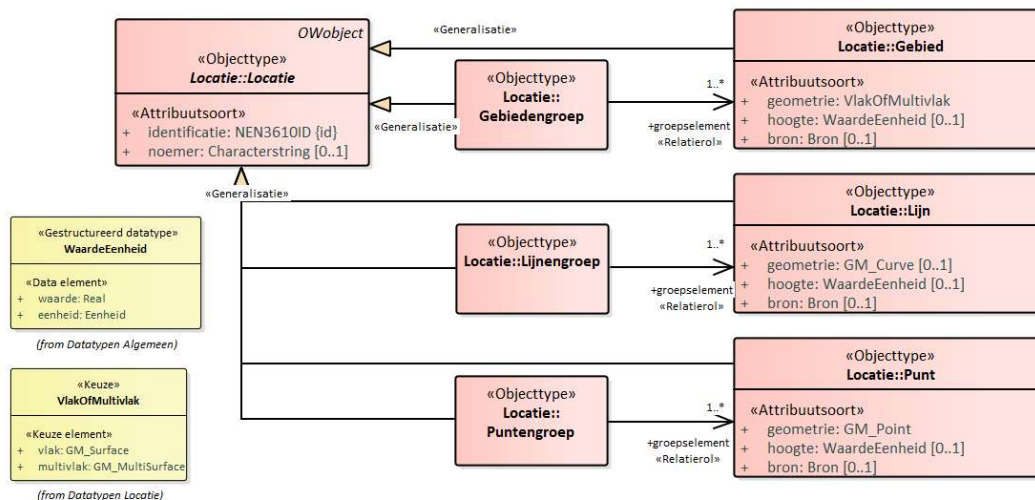 OWobject
«Objecttype»
Locatie::Locatie
«Attribuutsoort»
+ identificatie: NEN3610ID {id}
+ noemer: Characterstring [0..1]
«Generalisatie»
«Objecttype»
Locatie::Gebied
«Attribuutsoort»
+ geometrie: VlakOfMultivlak
+ hoogte: WaardeEenheid [0..1]
+ bron: Bron [0..1]
«Generalisatie»
«Objecttype»
Locatie::
Gebiedengroep
1..*
+groepselement
«Relatierol»
«Generalisatie»
«Objecttype»
Locatie::Lijn
«Attribuutsoort»
+ geometrie: GM_Curve [0..1]
+ hoogte: WaardeEenheid [0..1]
+ bron: Bron [0..1]
«Objecttype»
Locatie::Lijnengroep
1..*
+groepselement
«Relatierol»
«Gestructureerd datatype»
WaardeEenheid
«Data element»
+ waarde: Real
+ eenheid: Eenheid
(from Datatypen Algemeen)
«Objecttype»
Locatie::Punt
«Attribuutsoort»
+ geometrie: GM_Point
+ hoogte: WaardeEenheid [0..1]
+ bron: Bron [0..1]
«Objecttype»
Locatie::
Puntengroep
1..*
+groepselement
«Relatierol»
«Keuze»
VlakOfMultivlak
«Keuze element»
+ vlak: GM_Surface
+ multivlak: GM_MultiSurface
(from Datatypen Locatie)